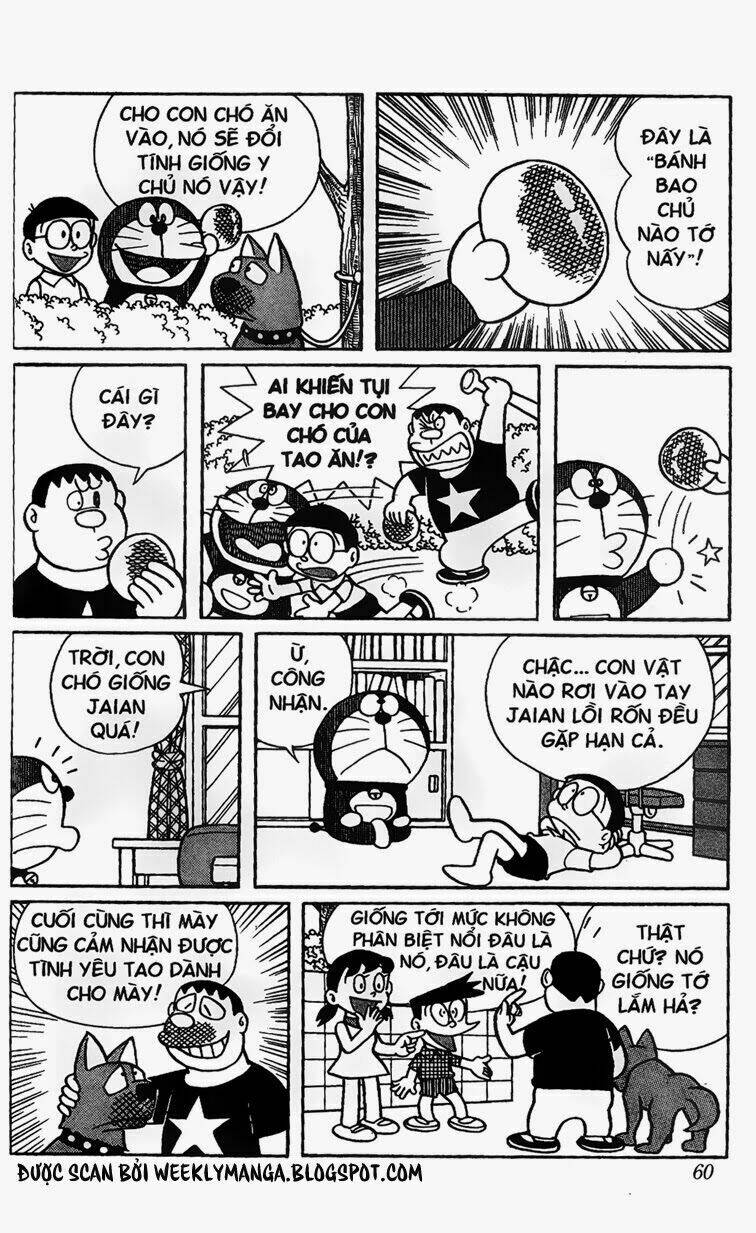 ĐÂY LÀ
"BÁNH
BAO
CHỦ
NÀO TỚ
NẤY"!
CHO CON CHÓ ĂN
VÀO, NÓ SẼ ĐỔI
TÍNH GIỐNG Y
CHỦ NÓ VẬY!
AI KHIẾN TỤI
BAY CHO CON
CHÓ CỦA
TAO ĂN!?
CÁI GÌ
ĐÂY?
CHẬC... CON VẬT
NÀO RƠI VÀO TAY
JAIAN LỒI RỐN ĐỀU
GẶP HẠN CẢ.
Ừ,
CÔNG
NHẬN.
TRỜI, CON
CHÓ GIỐNG
JAIAN
QUÁ!
THẬT
CHỨ? NÓ
GIỐNG TỚ
LẮM HẢ?
GIỐNG TỚI MỨC KHÔNG
PHÂN BIỆT NỔI ĐÂU LÀ
NÓ, ĐÂU LÀ CẬU
NỮA!
CUỐI CÙNG THÌ MÀY
CŨNG CẢM NHẬN ĐƯỢC
TÌNH YÊU TAO DÀNH
CHO MÀY!
ĐƯỢC SCAN BỞI WEEKLYMANGA.BLOGSPOT.COM
60